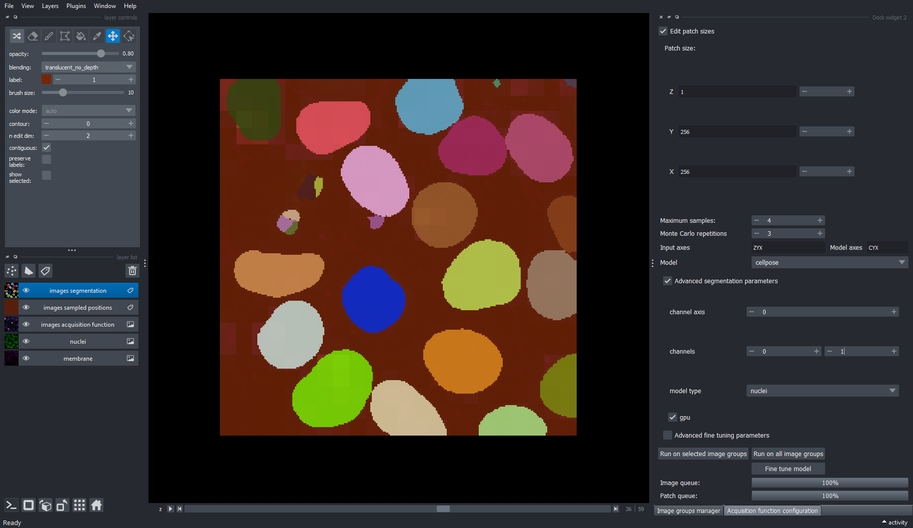 File View Layers Plugins Window Help
layer controls
opacity: 0.80
blending: translucent_no_depth
label: 1
brush size: 10
color mode: auto
contour: 0
n edit dim: 2
contiguous:
preserve
labels:
show
selected:
layer list
images segmentation
images sampled positions
images acquisition function
nuclei
membrane
Ready
z 36 59
Dock widget 2
Edit patch sizes
Patch size:
Z 1
Y 256
X 256
Maximum samples: 4
Monte Carlo repetitions 3
Input axes ZYX Model axes CYX
Model cellpose
Advanced segmentation parameters
channel axis 0
channels 0 1
model type nuclei
gpu
Advanced fine tuning parameters
Run on selected image groups Run on all image groups
Fine tune model
Image queue: 100%
Patch queue: 100%
Image groups manager Acquisition function configuration
activity